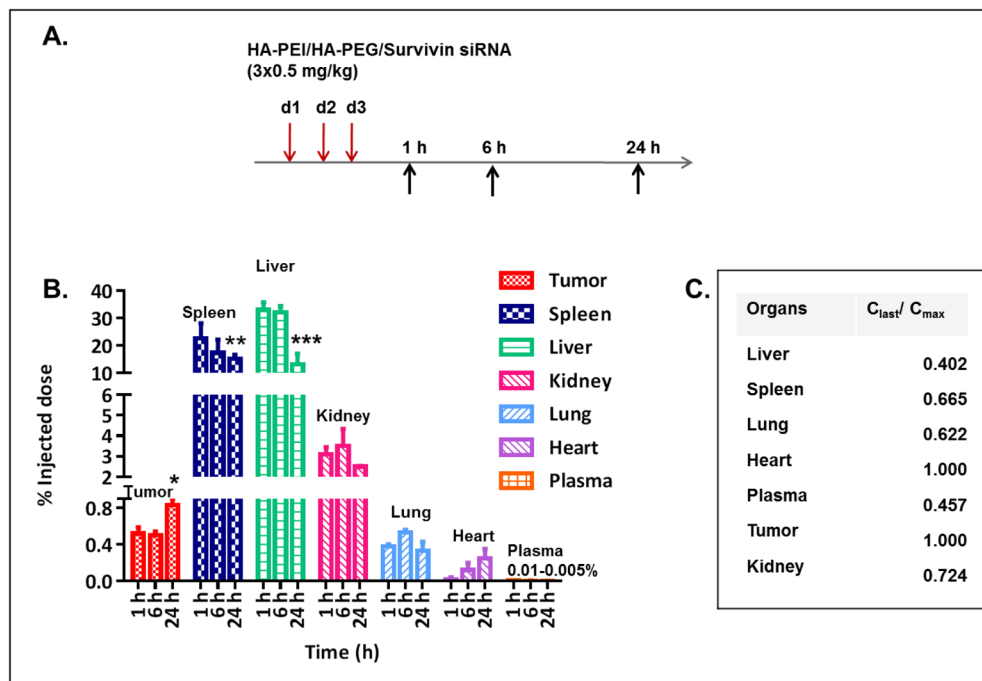 A.
HA-PEI/HA-PEG/Survivin siRNA
(3x0.5 mg/kg)
d1 d2 d3
1 h 6 h 24 h
B.
% Injected dose
40
30
20
10
6
5
4
3
2
0.8
0.4
0.0
Tumor
*
Spleen
**
Liver
***
Kidney
Lung
Heart
Plasma
0.01-0.005%
1 h 6 h 24 h 1 h 6 h 24 h 1 h 6 h 24 h 1 h 6 h 24 h 1 h 6 h 24 h 1 h 6 h 24 h 1 h 6 h 24 h
Time (h)
Tumor
Spleen
Liver
Kidney
Lung
Heart
Plasma
C.
Organs Clast/ Cmax
Liver 0.402
Spleen 0.665
Lung 0.622
Heart 1.000
Plasma 0.457
Tumor 1.000
Kidney 0.724